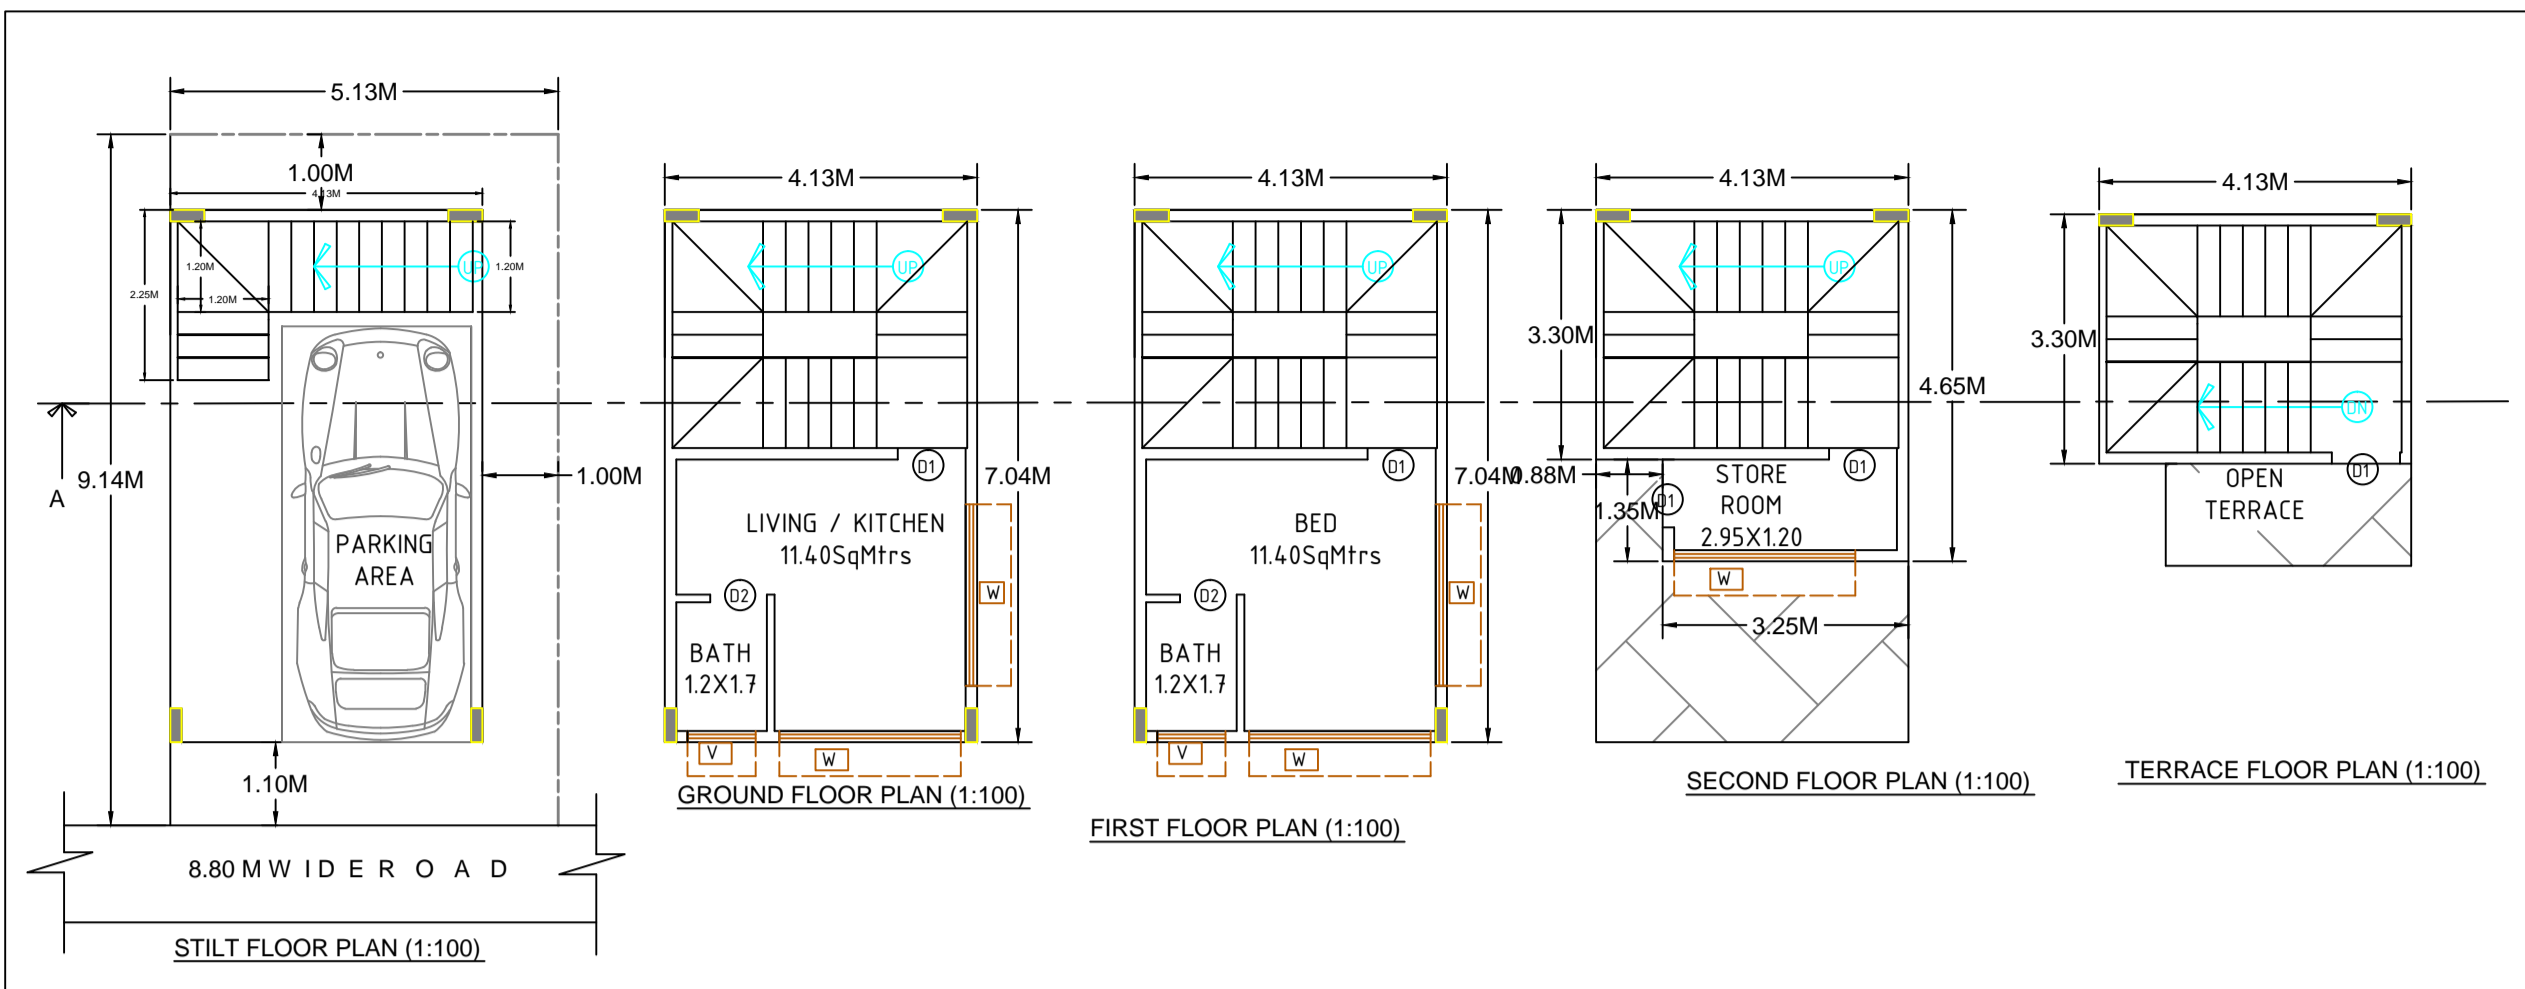 5.13M
1.00M
4.13M
UP
1.20M
1.20M
2.25M
1.20M
9.14M
A
1.00M
PARKING
AREA
1.10M
8.80 M W I D E R O A D
STILT FLOOR PLAN (1:100)
4.13M
UP
D1
7.04M
LIVING / KITCHEN
11.40SqMtrs
W
D2
BATH
1.2X1.7
V
W
GROUND FLOOR PLAN (1:100)
4.13M
UP
D1
7.04M
BED
11.40SqMtrs
W
D2
BATH
1.2X1.7
V
W
FIRST FLOOR PLAN (1:100)
4.13M
UP
3.30M
4.65M
0.88M
D1
STORE
ROOM
2.95X1.20
D1
1.35M
W
3.25M
SECOND FLOOR PLAN (1:100)
4.13M
3.30M
DN
D1
OPEN
TERRACE
TERRACE FLOOR PLAN (1:100)